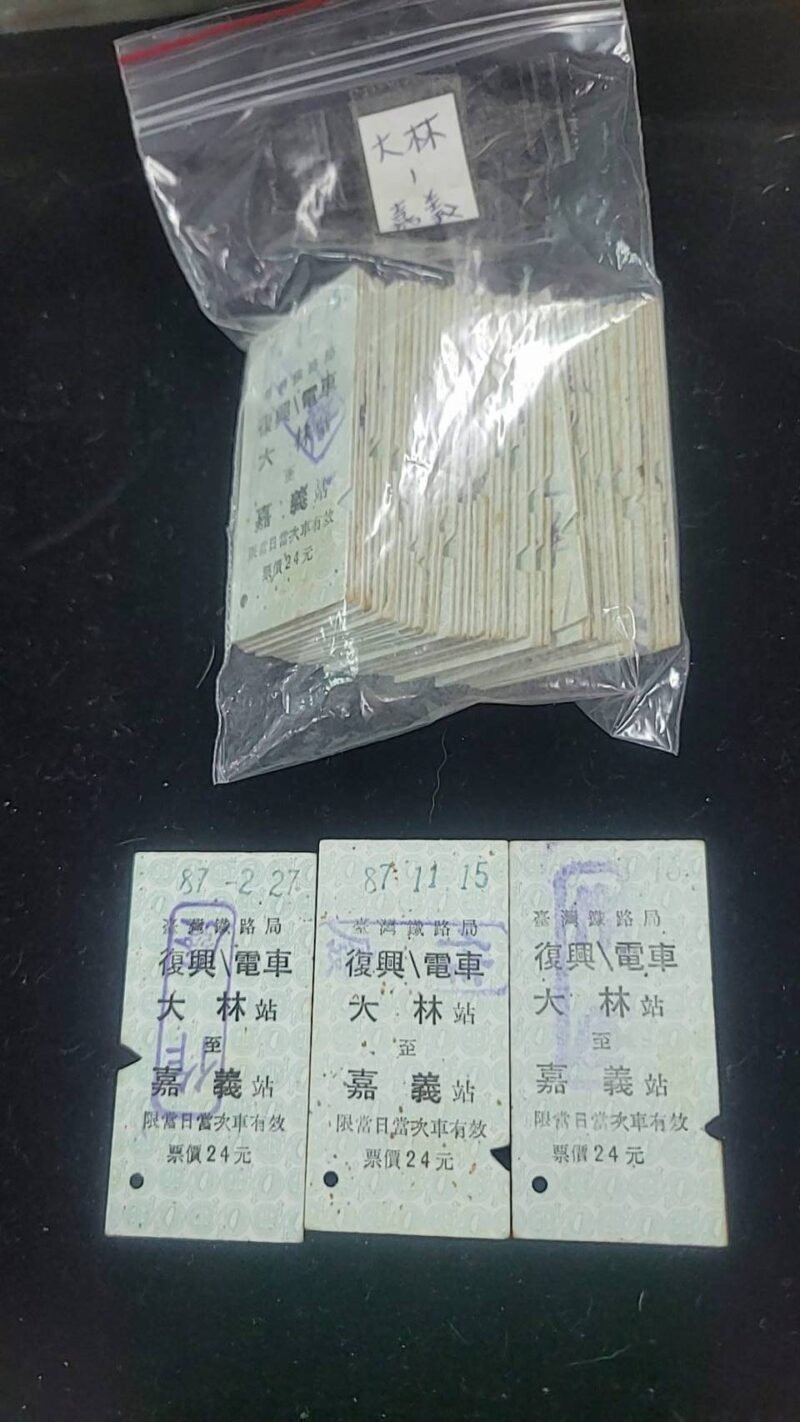 大林
|
嘉義
復興/電車
大 林
至
嘉 義 站
限當日當次車有效
票價24元
87 -2 27
臺灣鐵路局
復興/電車
大 林 站
至
嘉 義 站
限當日當次車有效
票價24元
87 11 15
臺灣鐵路局
復興/電車
大 林 站
至
嘉 義 站
限當日當次車有效
票價24元
臺灣鐵路局
復興/電車
大 林 站
至
嘉 義 站
限當日當次車有效
票價24元